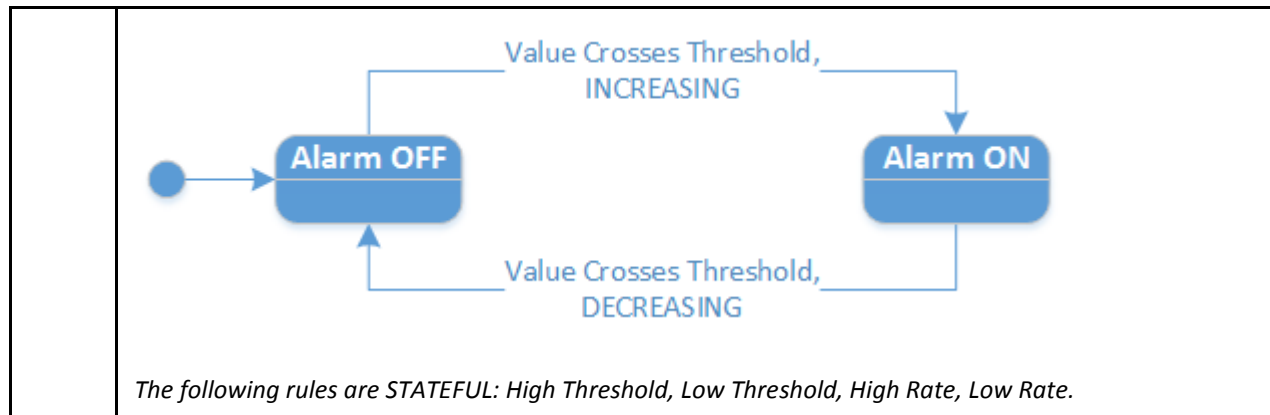 Value Crosses Threshold,
INCREASING
Alarm OFF
Alarm ON
Value Crosses Threshold,
DECREASING
The following rules are STATEFUL: High Threshold, Low Threshold, High Rate, Low Rate.